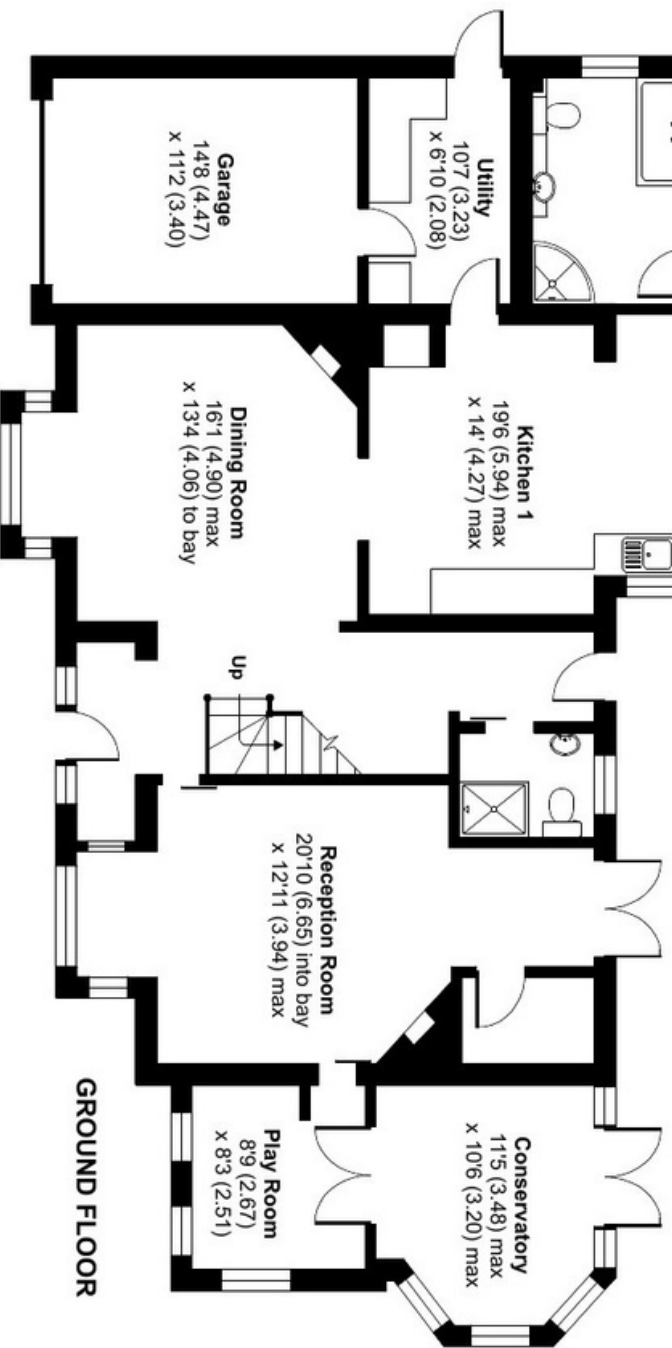 Utility
10'7 (3.23)
x 6'10 (2.08)
Garage
14'8 (4.47)
x 11'2 (3.40)
Kitchen 1
19'6 (5.94) max
x 14' (4.27) max
Dining Room
16'1 (4.90) max
x 13'4 (4.06) to bay
Up
Reception Room
20'10 (6.65) into bay
x 12'11 (3.94) max
Conservatory
11'5 (3.48) max
x 10'6 (3.20) max
Play Room
8'9 (2.67)
x 8'3 (2.51)
GROUND FLOOR